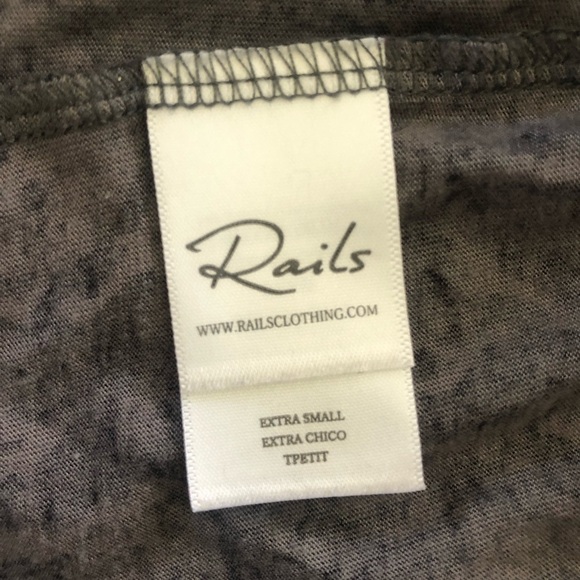 Rails
WWW.RAILSCLOTHING.COM
EXTRA SMALL
EXTRA CHICO
TPETIT